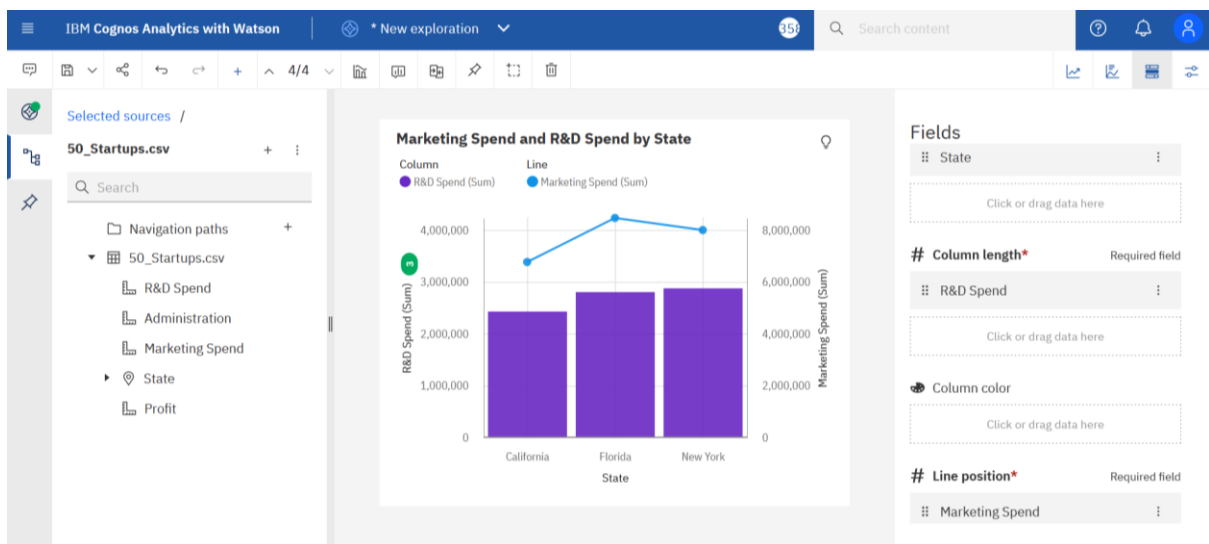 IBM Cognos Analytics with Watson
* New exploration
358
Search content
4/4
Selected sources /
50_Startups.csv
Search
Navigation paths
50_Startups.csv
R&D Spend
Administration
Marketing Spend
State
Profit
Marketing Spend and R&D Spend by State
Column
Line
R&D Spend (Sum)
Marketing Spend (Sum)
4,000,000
3,000,000
2,000,000
1,000,000
0
R&D Spend (Sum)
3
8,000,000
6,000,000
4,000,000
2,000,000
0
Marketing Spend (Sum)
California
Florida
New York
State
Fields
State
Click or drag data here
# Column length*
Required field
R&D Spend
Click or drag data here
Column color
Click or drag data here
# Line position*
Required field
Marketing Spend